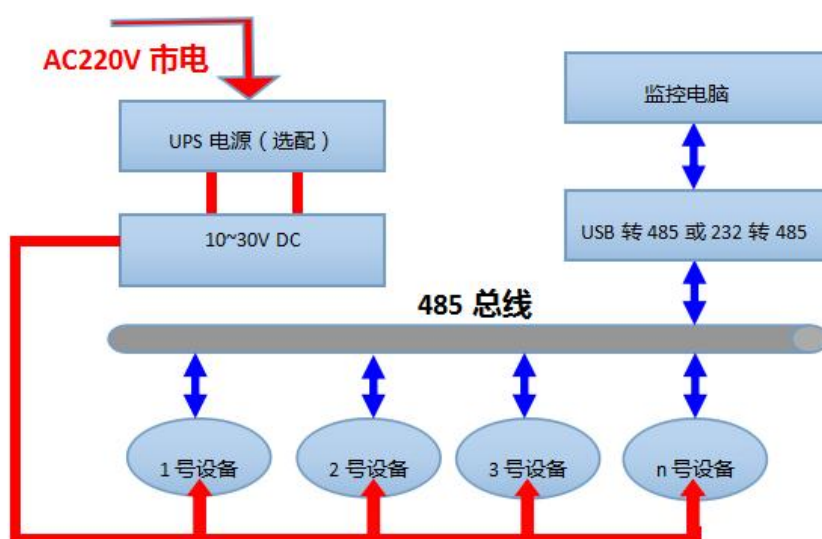 AC220V 市电
UPS 电源（选配）
10~30V DC
监控电脑
USB 转 485 或 232 转 485
485 总线
1 号设备
2 号设备
3 号设备
n 号设备